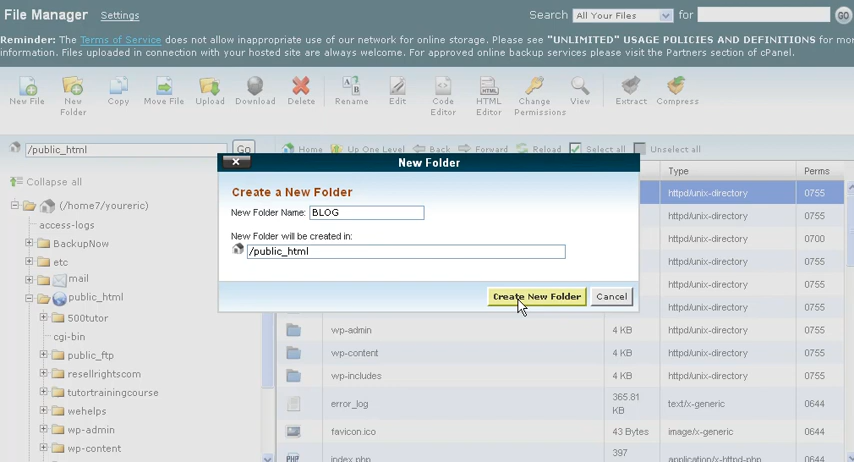 File Manager Settings
Search All Your Files for Go
Reminder: The Terms of Service does not allow inappropriate use of our network for online storage. Please see "UNLIMITED" USAGE POLICIES AND DEFINITIONS for mor
information. Files uploaded in connection with your hosted site are always welcome. For approved online backup services please visit the Partners section of cPanel.
New File New Folder Copy Move File Upload Download Delete Rename Edit Code Editor HTML Editor Change Permissions View Extract Compress
/public_html Go
Home Up One Level Back Forward Reload Select all Unselect all
Collapse all
(/home7/youreric)
access-logs
BackupNow
etc
mail
public_html
500tutor
cgi-bin
public_ftp
resellrightscom
tutortrainingcourse
wehelps
wp-admin
wp-content
New Folder
Create a New Folder
New Folder Name: BLOG
New Folder will be created in:
/public_html
Create New Folder Cancel
Type Perms
httpd/unix-directory 0755
httpd/unix-directory 0755
httpd/unix-directory 0700
httpd/unix-directory 0755
httpd/unix-directory 0755
httpd/unix-directory 0755
wp-admin 4 KB httpd/unix-directory 0755
wp-content 4 KB httpd/unix-directory 0755
wp-includes 4 KB httpd/unix-directory 0755
error_log 365.81 KB text/x-generic 0644
favicon.ico 43 Bytes image/x-generic 0644
PHP index.php 397 application/x-httpd-php 0644